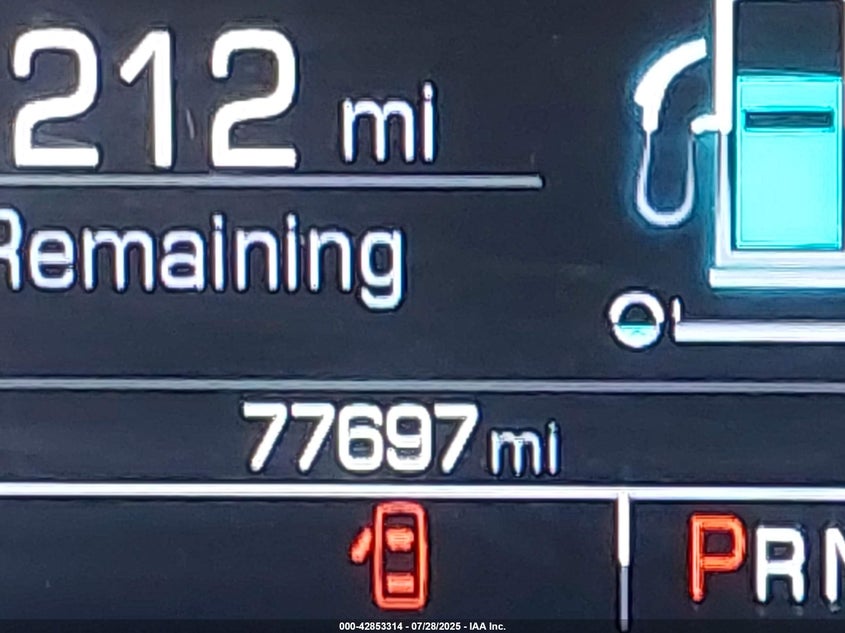 212 mi
Remaining
77697 mi
PRN
000-42853314 - 07/28/2025 - IAA Inc.